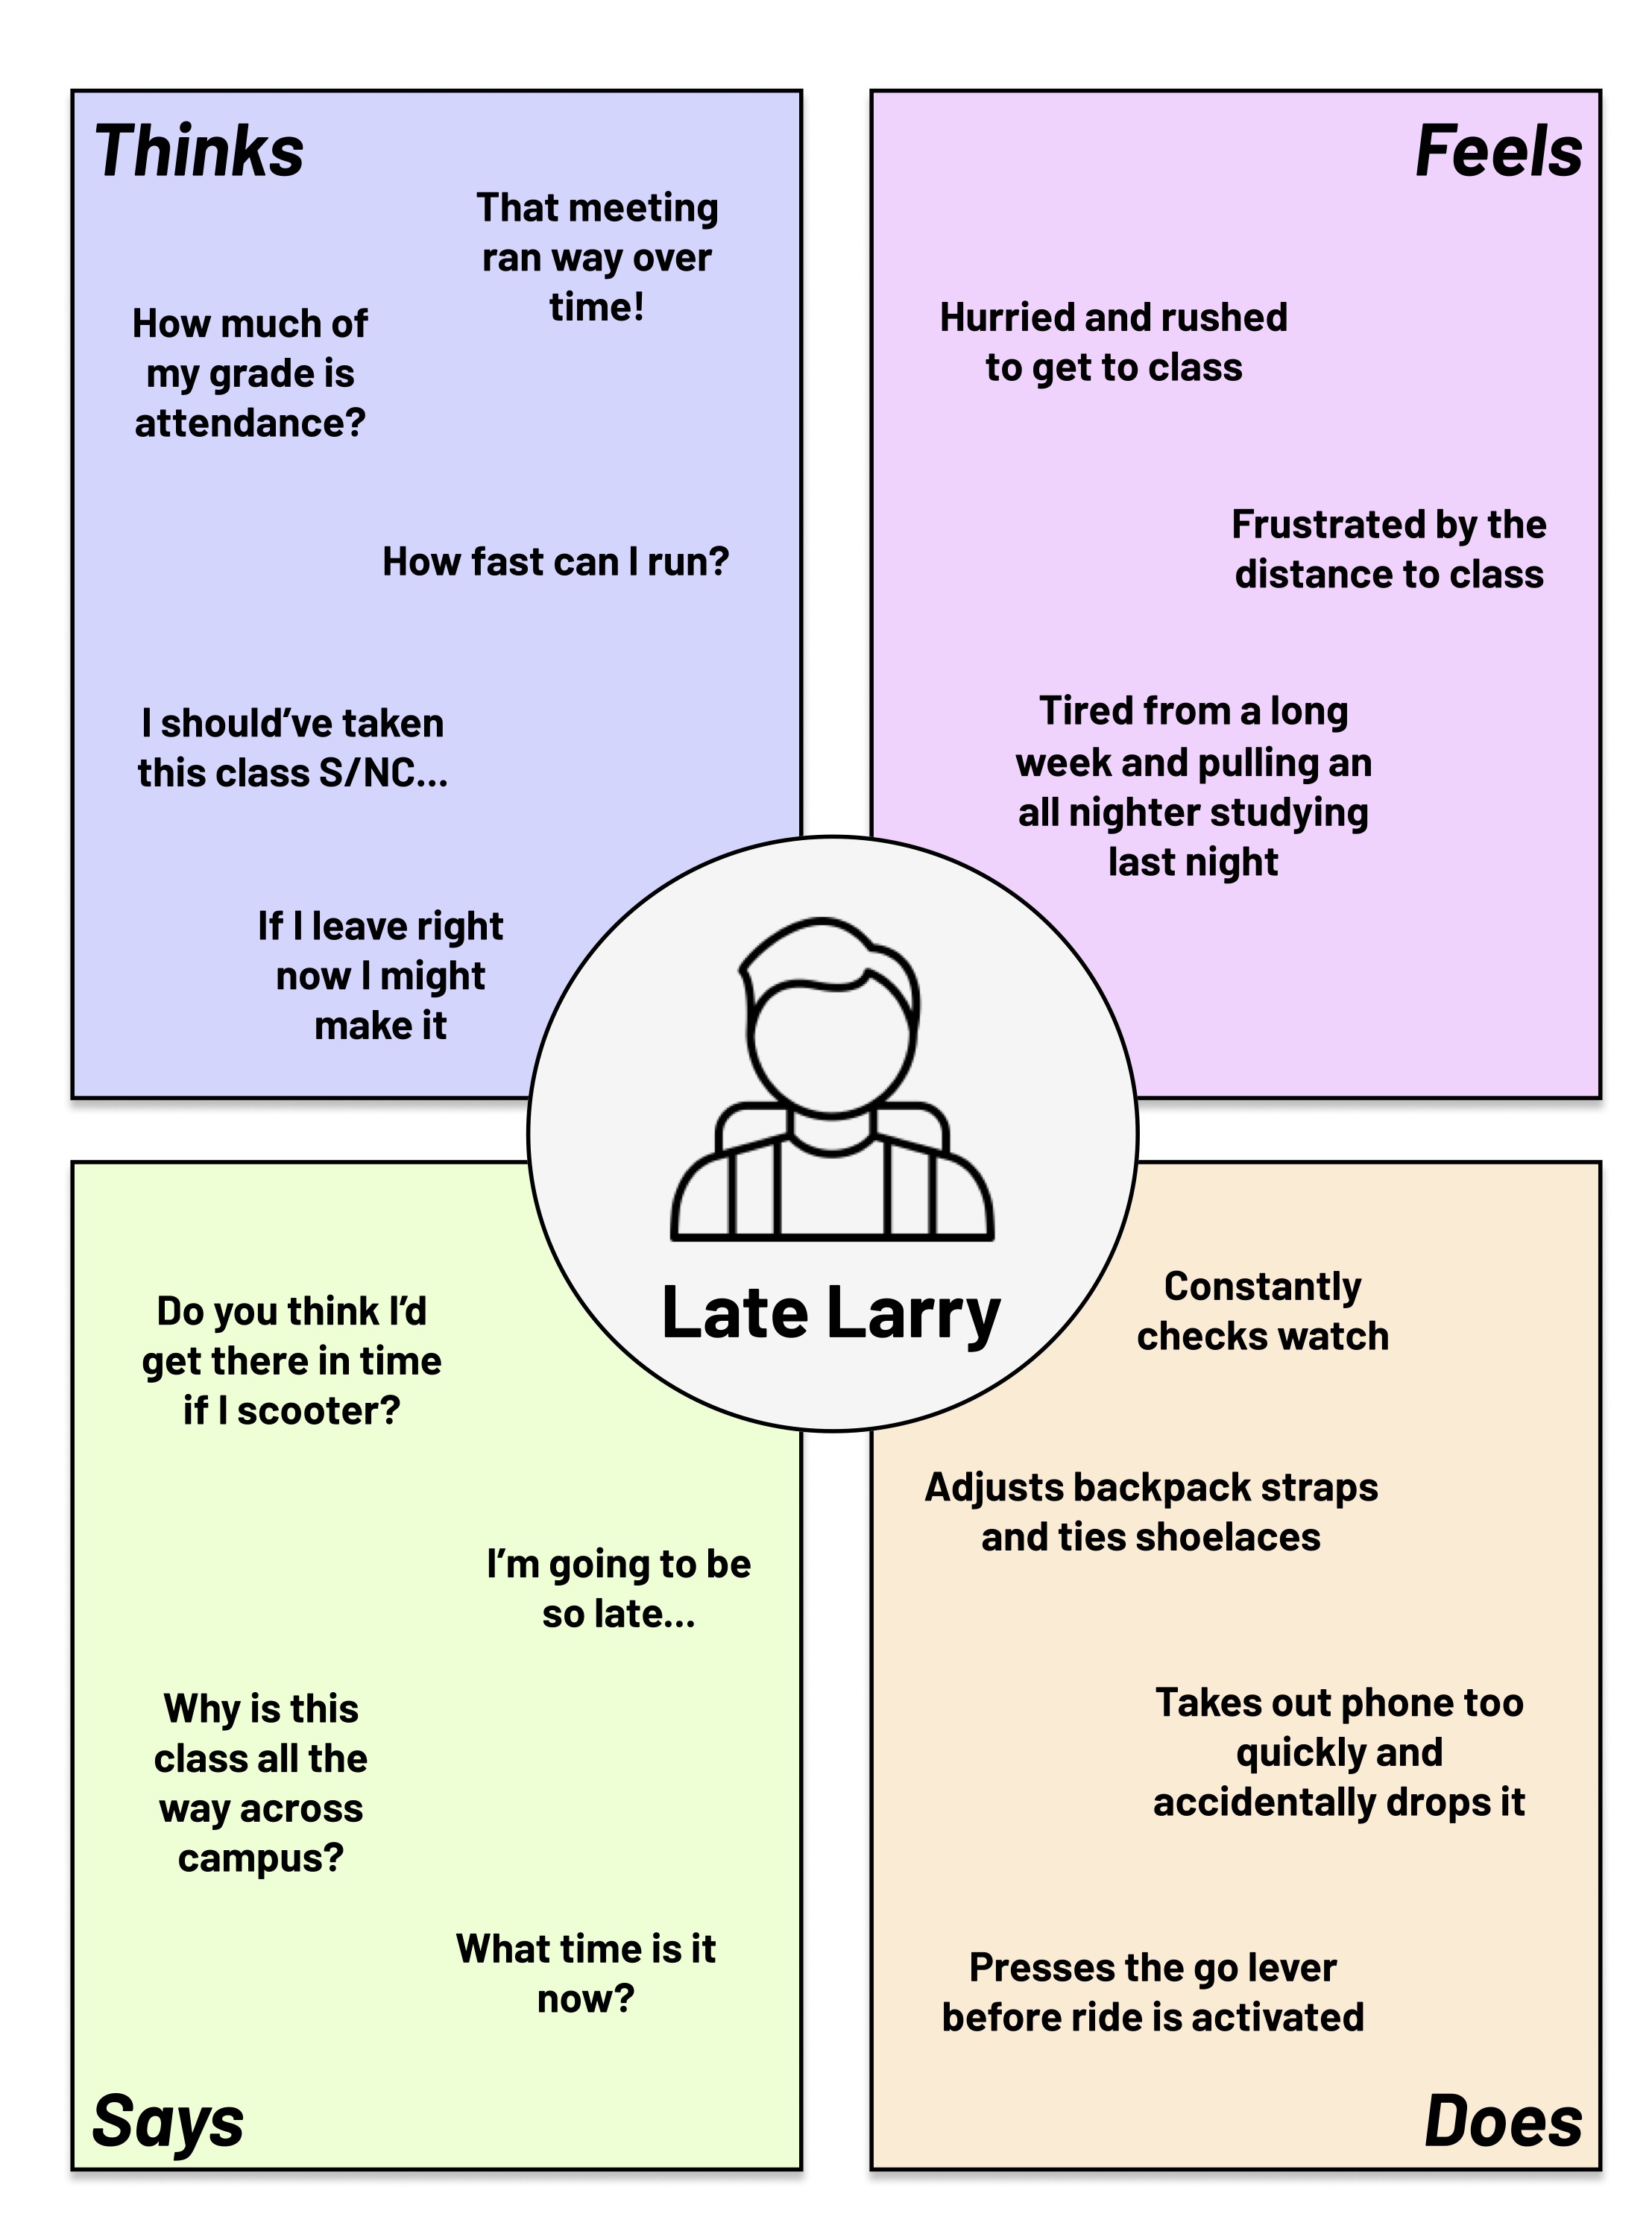 Thinks
That meeting
ran way over
time!
How much of
my grade is
attendance?
How fast can I run?
I should've taken
this class S/NC...
If I leave right
now I might
make it
Feels
Hurried and rushed
to get to class
Frustrated by the
distance to class
Tired from a long
week and pulling an
all nighter studying
last night
Late Larry
Do you think I'd
get there in time
if I scooter?
I'm going to be
so late...
Why is this
class all the
way across
campus?
What time is it
now?
Says
Constantly
checks watch
Adjusts backpack straps
and ties shoelaces
Takes out phone too
quickly and
accidentally drops it
Presses the go lever
before ride is activated
Does